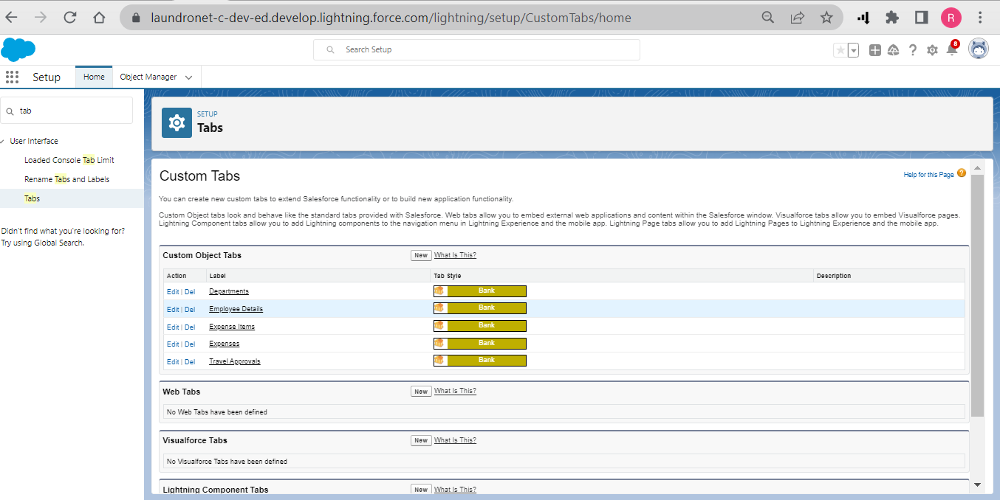 laundronet-c-dev-ed.develop.lightning.force.com/lightning/setup/CustomTabs/home
R
Search Setup
8
Setup
Home
Object Manager
tab
User Interface
Loaded Console Tab Limit
Rename Tabs and Labels
Tabs
Didn't find what you're looking for?
Try using Global Search.
SETUP
Tabs
Custom Tabs
Help for this Page ?
You can create new custom tabs to extend Salesforce functionality or to build new application functionality.
Custom Object tabs look and behave like the standard tabs provided with Salesforce. Web tabs allow you to embed external web applications and content within the Salesforce window. Visualforce tabs allow you to embed Visualforce pages.
Lightning Component tabs allow you to add Lightning components to the navigation menu in Lightning Experience and the mobile app. Lightning Page tabs allow you to add Lightning Pages to Lightning Experience and the mobile app.
Custom Object Tabs New What Is This?
Action Label Tab Style Description
Edit | Del Departments Bank
Edit | Del Employee Details Bank
Edit | Del Expense Items Bank
Edit | Del Expenses Bank
Edit | Del Travel Approvals Bank
Web Tabs New What Is This?
No Web Tabs have been defined
Visualforce Tabs New What Is This?
No Visualforce Tabs have been defined
Lightning Component Tabs New What Is This?